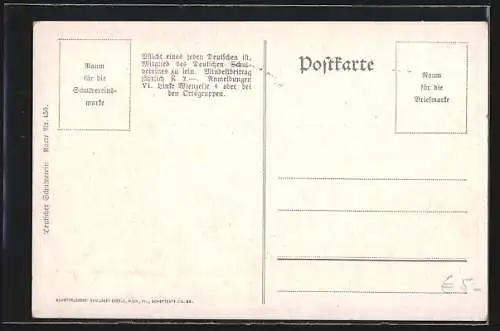 Raum
für die
Schulvereins-
marke
Pflicht eines jeden Deutschen ist,
Mitglied des Deutschen Schul-
vereines zu sein. Mindestbeitrag
jährlich K 2.—. Anmeldungen
VI. Linke Wienzeile 4 oder bei
den Ortsgruppen.
Postkarte
Raum
für die
Briefmarke
Deutscher Schulverein Karte Nr. 450.
€ 5-